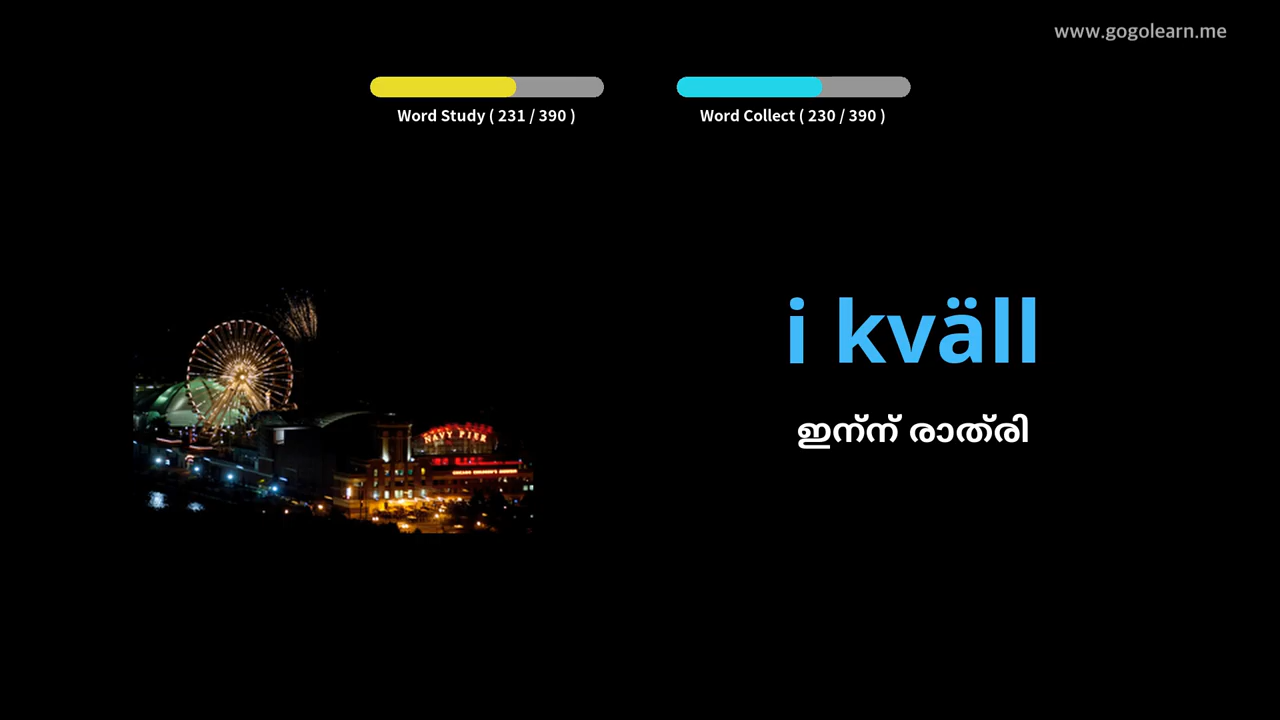 www.gogolearn.me
Word Study ( 231 / 390 )
Word Collect ( 230 / 390 )
i kväll
ഇന്ന് രാത്രി
NAVY PIER